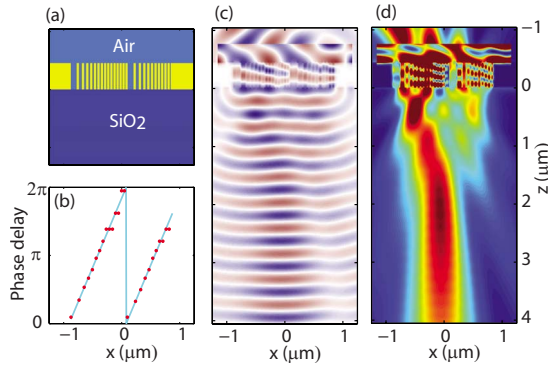 (a)
Air
SiO2
(b)
2π
π
0
Phase delay
-1 0 1
x (μm)
(c)
-1 0 1
x (μm)
(d)
-1
0
1
2
3
4
z (μm)
-1 0 1
x (μm)